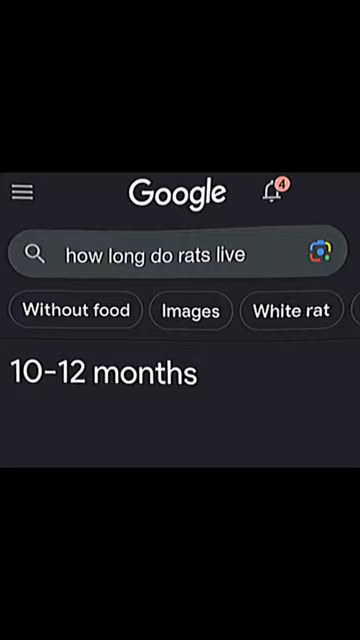 Google
4
how long do rats live
Without food
Images
White rat
10-12 months